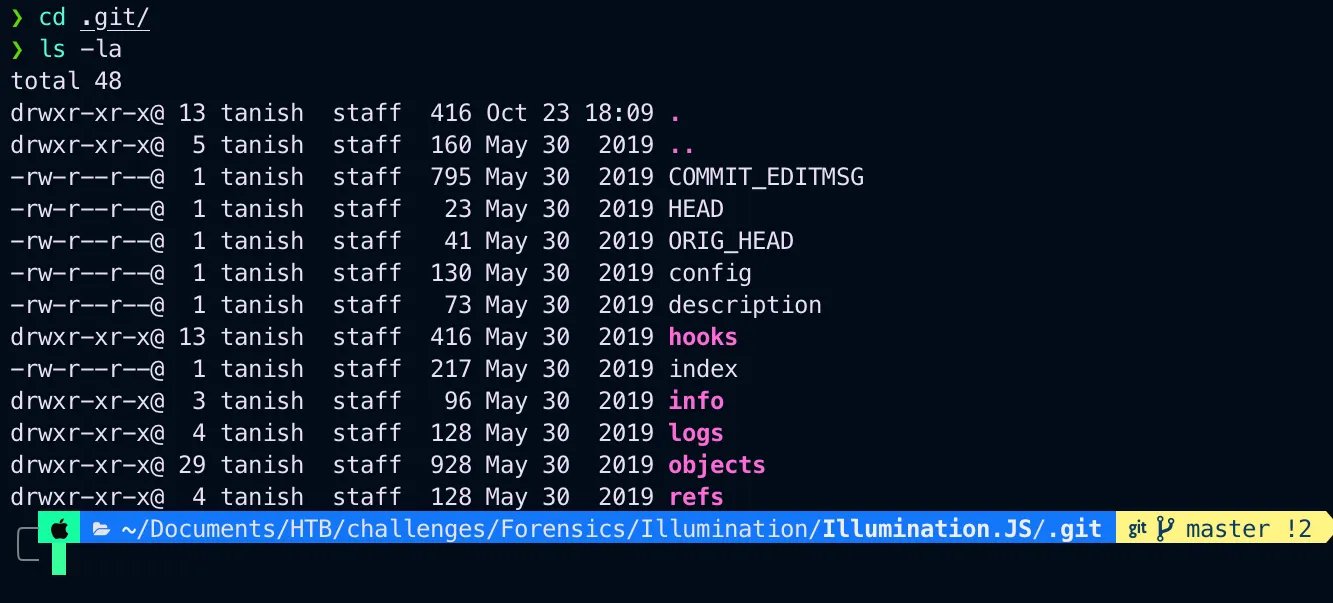 ❯ cd .git/
❯ ls -la
total 48
drwxr-xr-x@ 13 tanish  staff  416 Oct 23 18:09 .
drwxr-xr-x@  5 tanish  staff  160 May 30  2019 ..
-rw-r--r--@  1 tanish  staff  795 May 30  2019 COMMIT_EDITMSG
-rw-r--r--@  1 tanish  staff   23 May 30  2019 HEAD
-rw-r--r--@  1 tanish  staff   41 May 30  2019 ORIG_HEAD
-rw-r--r--@  1 tanish  staff  130 May 30  2019 config
-rw-r--r--@  1 tanish  staff   73 May 30  2019 description
drwxr-xr-x@ 13 tanish  staff  416 May 30  2019 hooks
-rw-r--r--@  1 tanish  staff  217 May 30  2019 index
drwxr-xr-x@  3 tanish  staff   96 May 30  2019 info
drwxr-xr-x@  4 tanish  staff  128 May 30  2019 logs
drwxr-xr-x@ 29 tanish  staff  928 May 30  2019 objects
drwxr-xr-x@  4 tanish  staff  128 May 30  2019 refs
~/Documents/HTB/challenges/Forensics/Illumination/Illumination.JS/.git git master !2